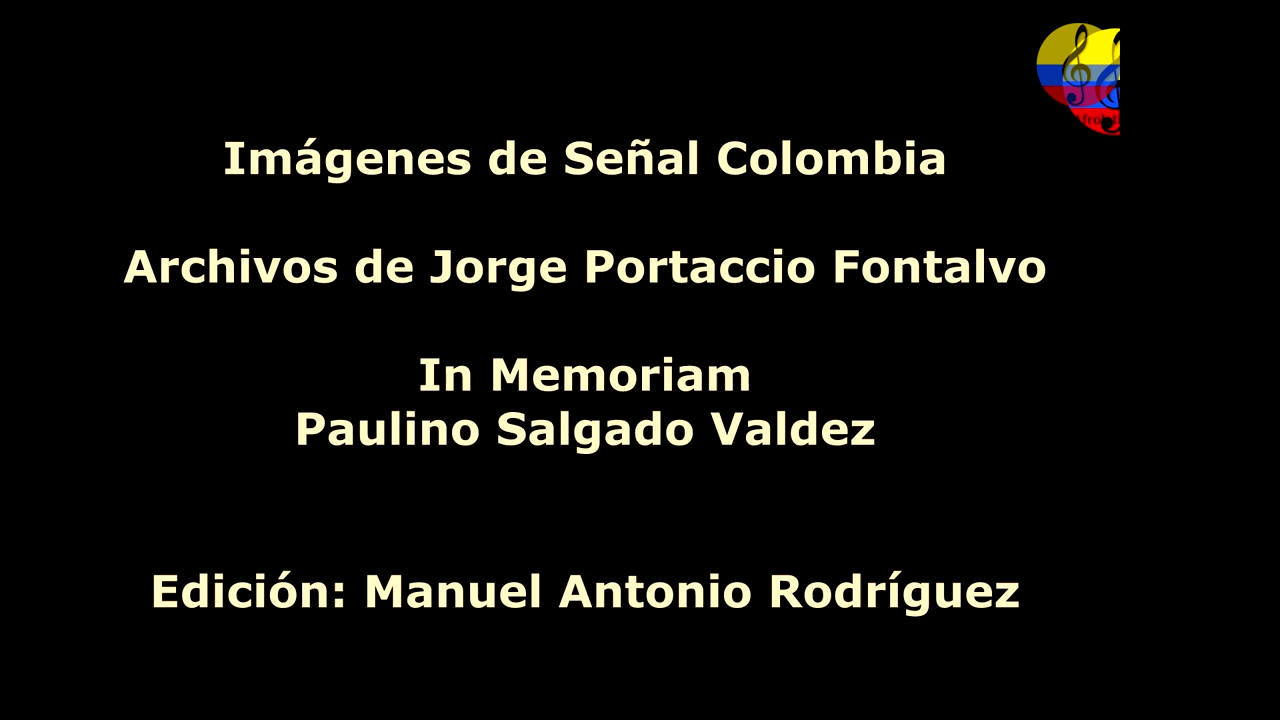 Imágenes de Señal Colombia
Archivos de Jorge Portaccio Fontalvo
In Memoriam
Paulino Salgado Valdez
Edición: Manuel Antonio Rodríguez